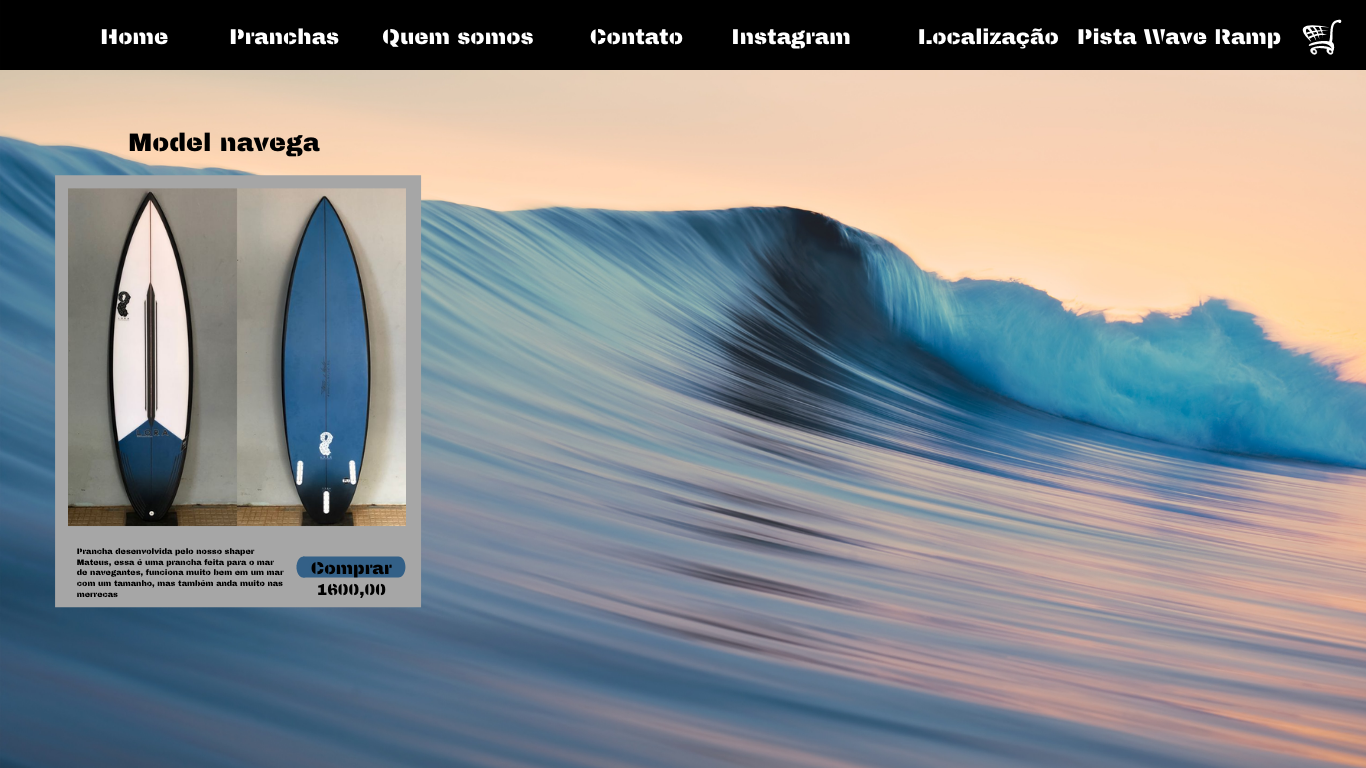 Home Pranchas Quem somos Contato Instagram Localização Pista Wave Ramp
Model navega
Prancha desenvolvida pelo nosso shaper
Mateus, essa é uma prancha feita para o mar
de navegantes, funciona muito bem em um mar
com um tamanho, mas também anda muito nas
merrecas
Comprar
1600,00